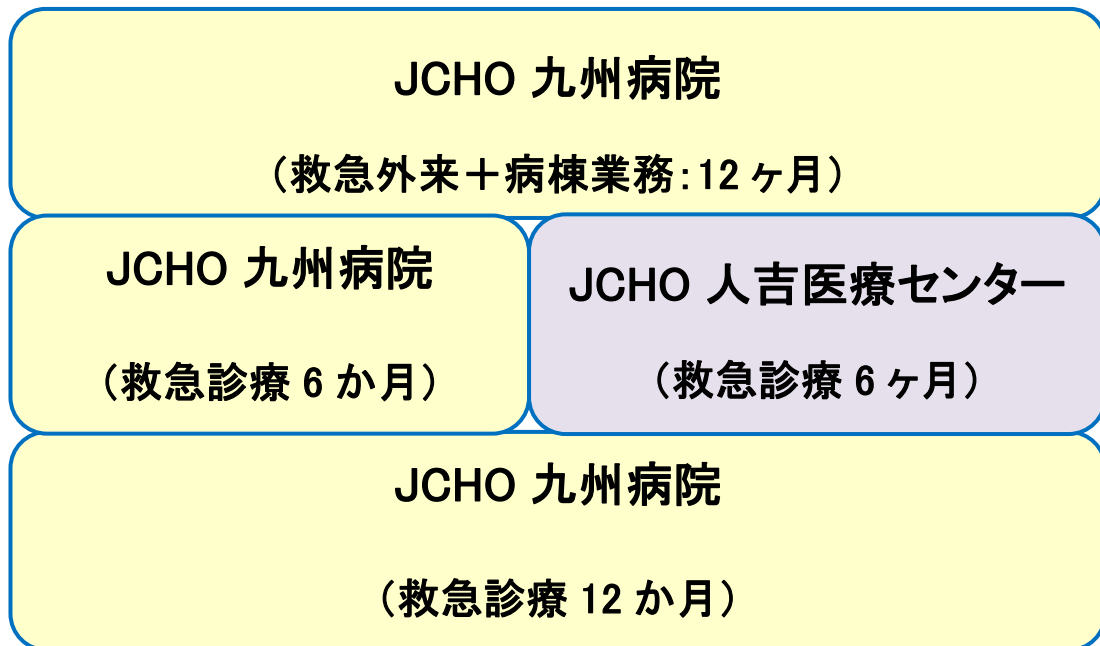 JCHO 九州病院
（救急外来＋病棟業務：12 ヶ月）
JCHO 九州病院
（救急診療 6 か月）
JCHO 人吉医療センター
（救急診療 6 ヶ月）
JCHO 九州病院
（救急診療 12 か月）